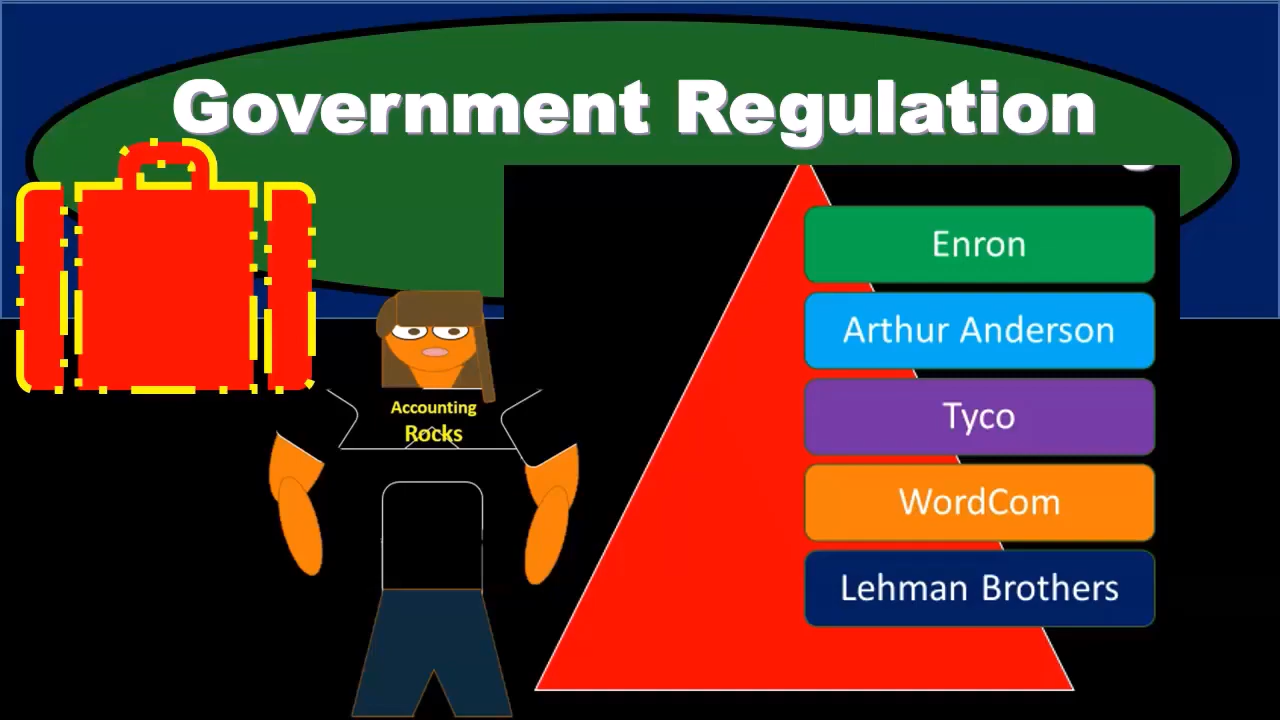 Government Regulation
Enron
Arthur Anderson
Tyco
WordCom
Lehman Brothers
Accounting
Rocks